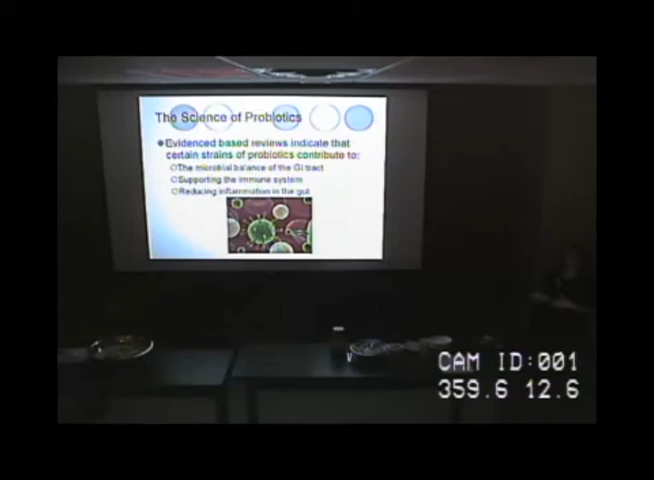 The Science of Probiotics
Evidenced based reviews indicate that
certain strains of probiotics contribute to:
The microbial balance of the GI tract
Supporting the immune system
Reducing inflammation in the gut
CAM ID:001
359.6 12.6